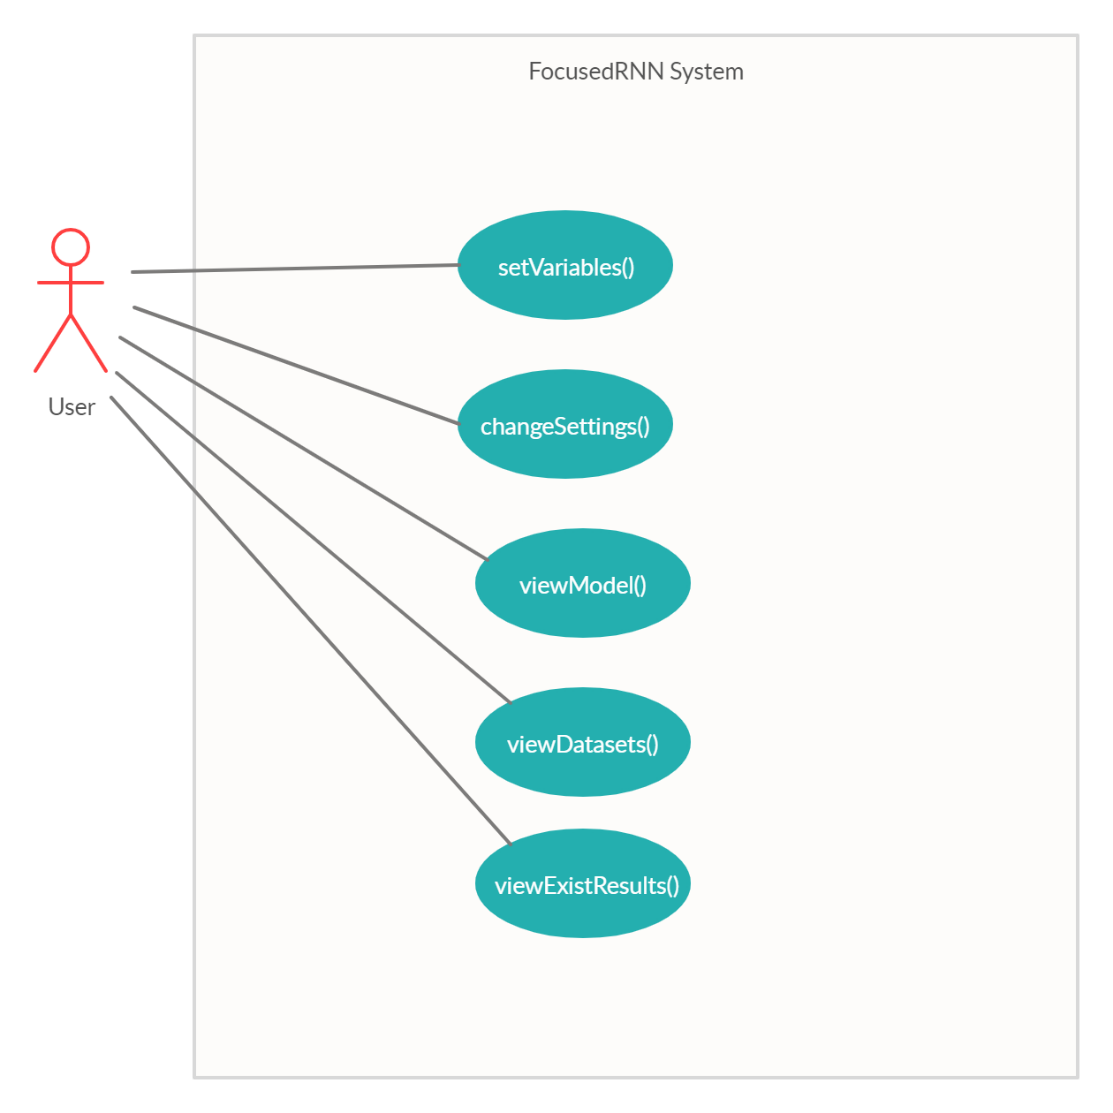 FocusedRNN System
setVariables()
User
changeSettings()
viewModel()
viewDatasets()
viewExistResults()